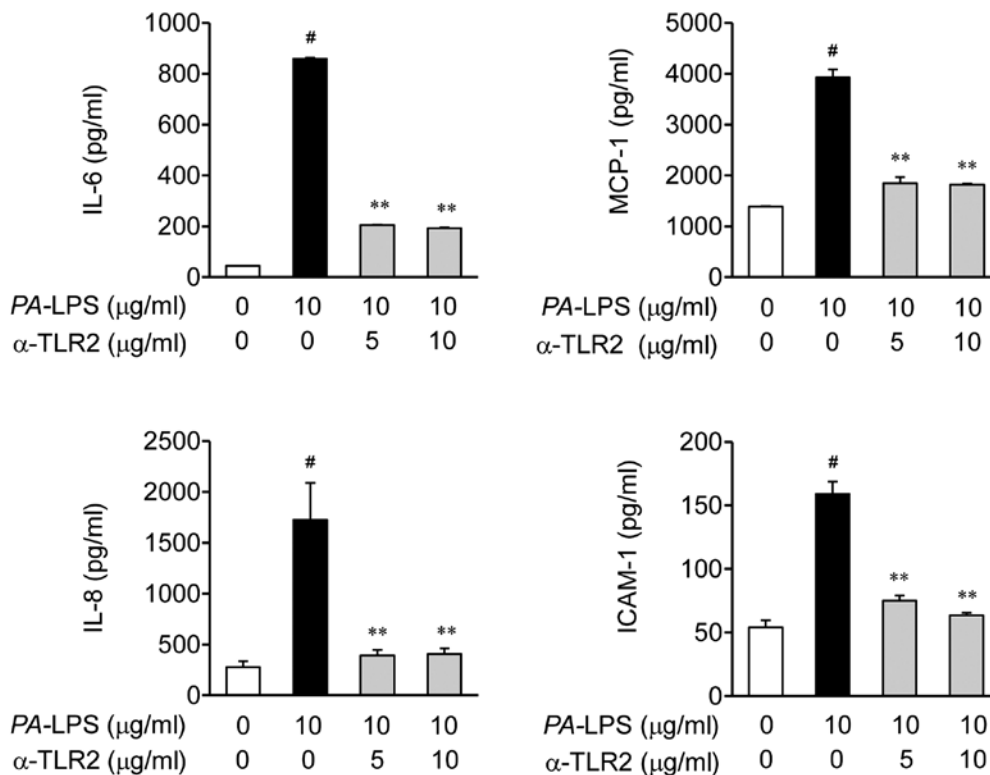 IL-6 (pg/ml)
1000
800
600
400
200
0
#
**
**
PA-LPS (μg/ml) 0 10 10 10
α-TLR2 (μg/ml) 0 0 5 10
MCP-1 (pg/ml)
5000
4000
3000
2000
1000
0
#
**
**
PA-LPS (μg/ml) 0 10 10 10
α-TLR2 (μg/ml) 0 0 5 10
IL-8 (pg/ml)
2500
2000
1500
1000
500
0
#
**
**
PA-LPS (μg/ml) 0 10 10 10
α-TLR2 (μg/ml) 0 0 5 10
ICAM-1 (pg/ml)
200
150
100
50
0
#
**
**
PA-LPS (μg/ml) 0 10 10 10
α-TLR2 (μg/ml) 0 0 5 10